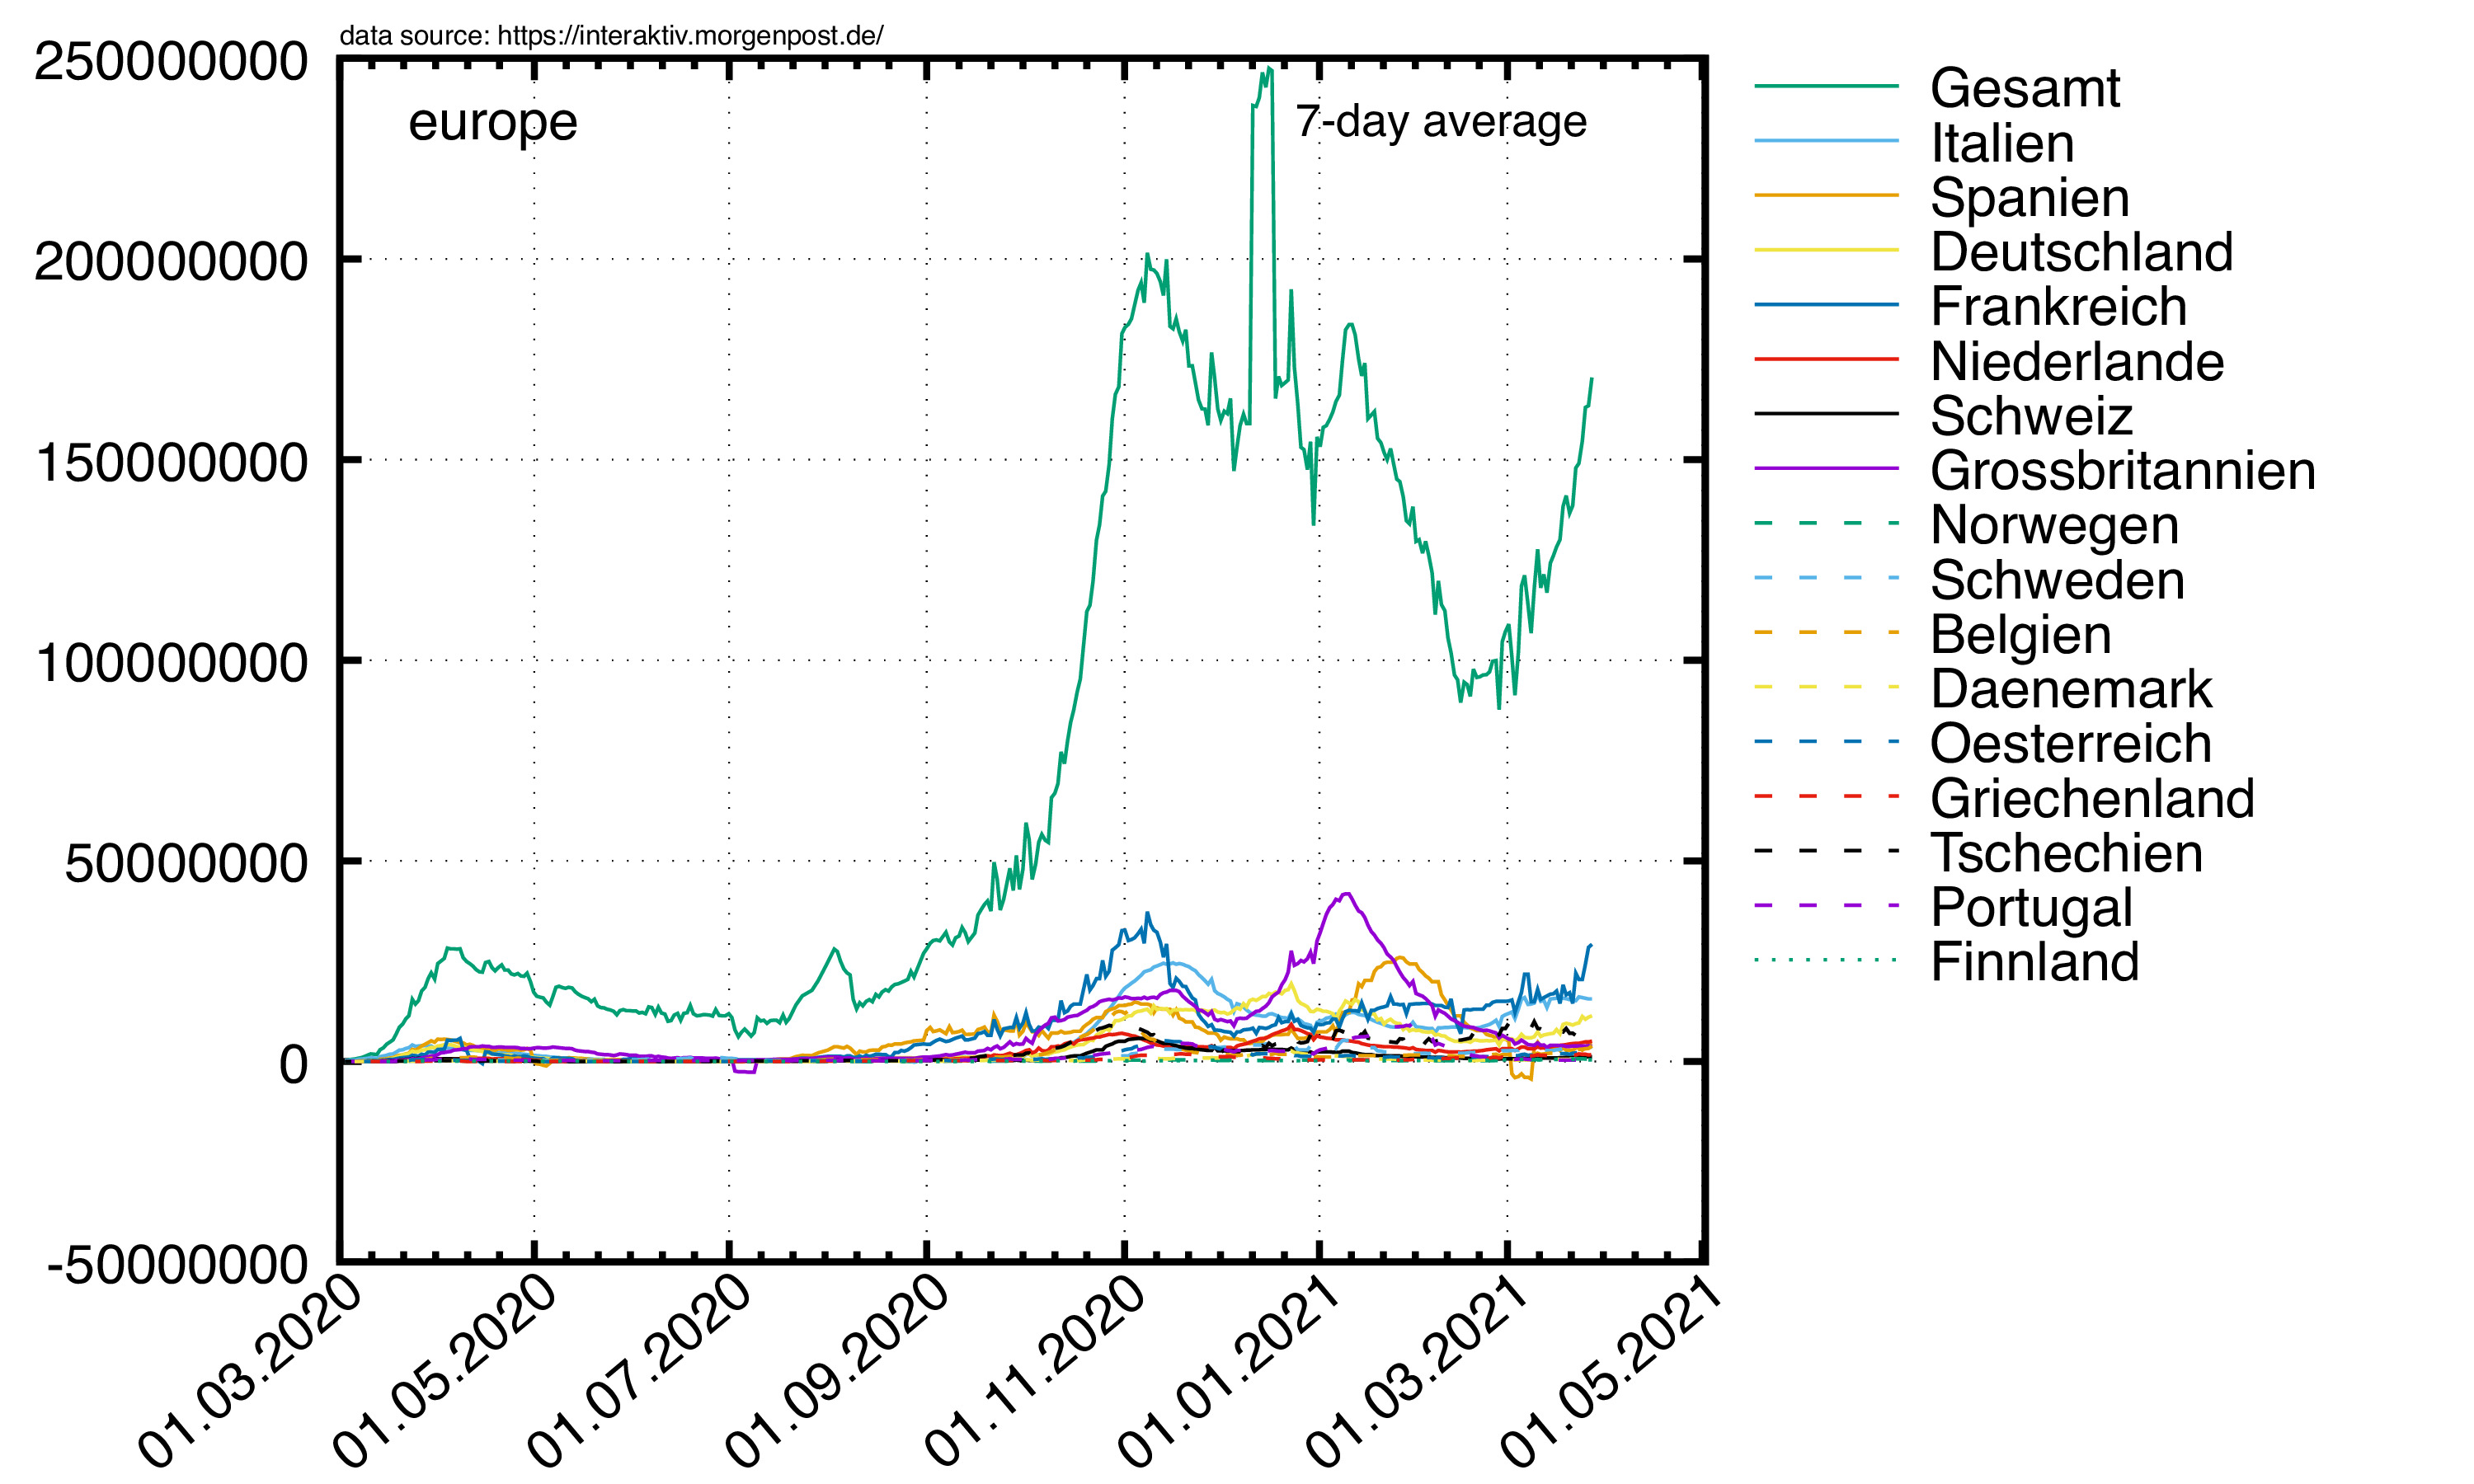 data source: https://interaktiv.morgenpost.de/
europe
7-day average
250000000
200000000
150000000
100000000
50000000
0
-50000000
01.03.2020
01.05.2020
01.07.2020
01.09.2020
01.11.2020
01.01.2021
01.03.2021
01.05.2021
Gesamt
Italien
Spanien
Deutschland
Frankreich
Niederlande
Schweiz
Grossbritannien
Norwegen
Schweden
Belgien
Daenemark
Oesterreich
Griechenland
Tschechien
Portugal
Finnland